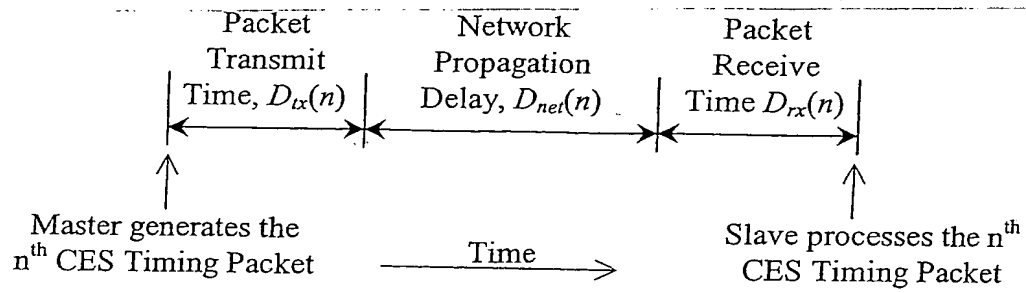 Packet
Transmit
Time, D_tx(n)
Network
Propagation
Delay, D_net(n)
Packet
Receive
Time D_rx(n)
Master generates the
n^th CES Timing Packet
Time
Slave processes the n^th
CES Timing Packet